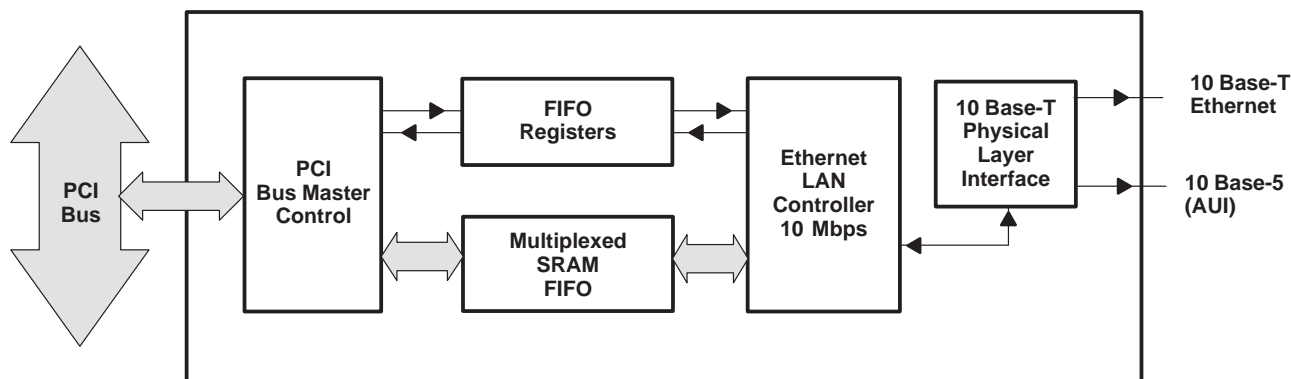 PCI
Bus
PCI
Bus Master
Control
FIFO
Registers
Multiplexed
SRAM
FIFO
Ethernet
LAN
Controller
10 Mbps
10 Base-T
Physical
Layer
Interface
10 Base-T
Ethernet
10 Base-5
(AUI)